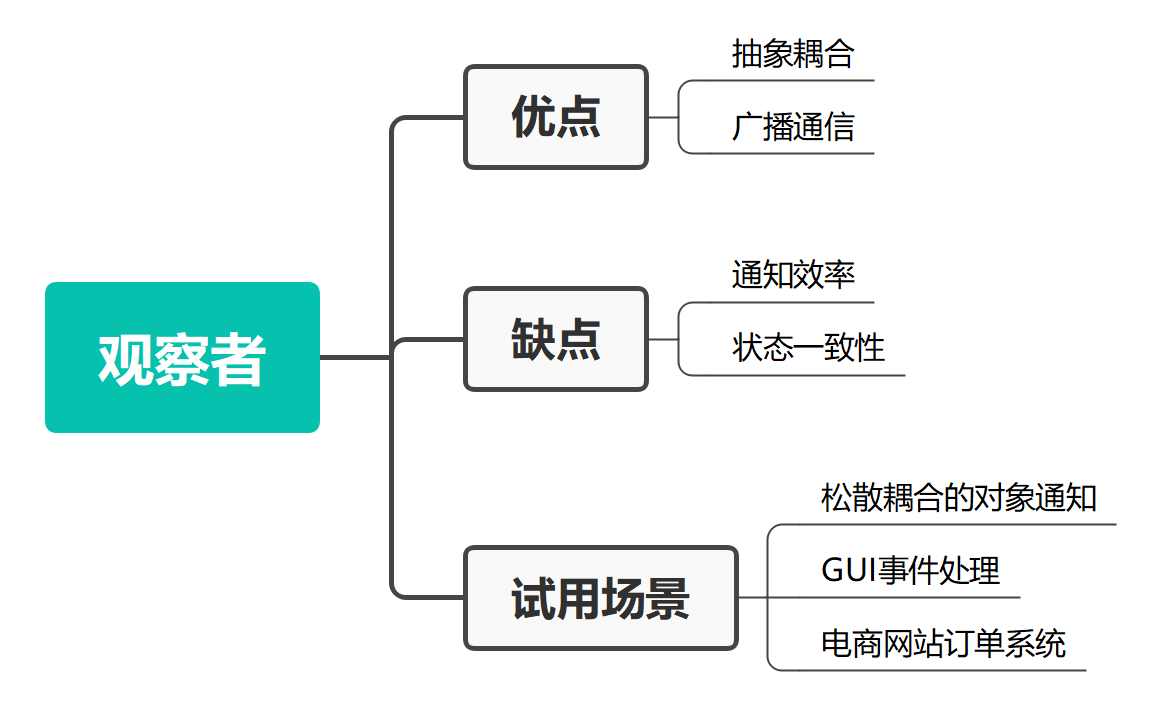 观察者
优点
抽象耦合
广播通信
缺点
通知效率
状态一致性
试用场景
松散耦合的对象通知
GUI事件处理
电商网站订单系统